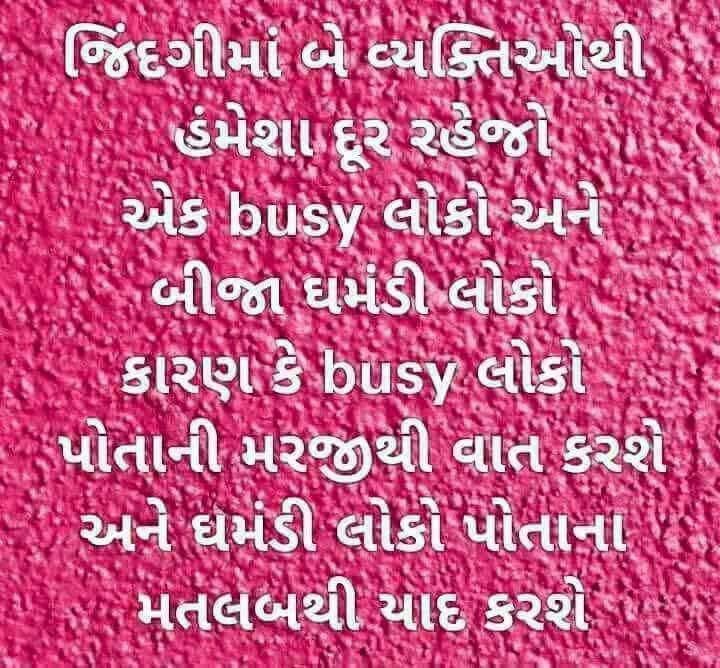 જિંદગીમાં બે વ્યક્તિઓથી
હંમેશા દૂર રહેજો
એક busy લોકો અને
બીજા ઘમંડી લોકો
કારણ કે busy લોકો
પોતાની મરજીથી વાત કરશે
અને ઘમંડી લોકો પોતાના
મતલબથી યાદ કરશે